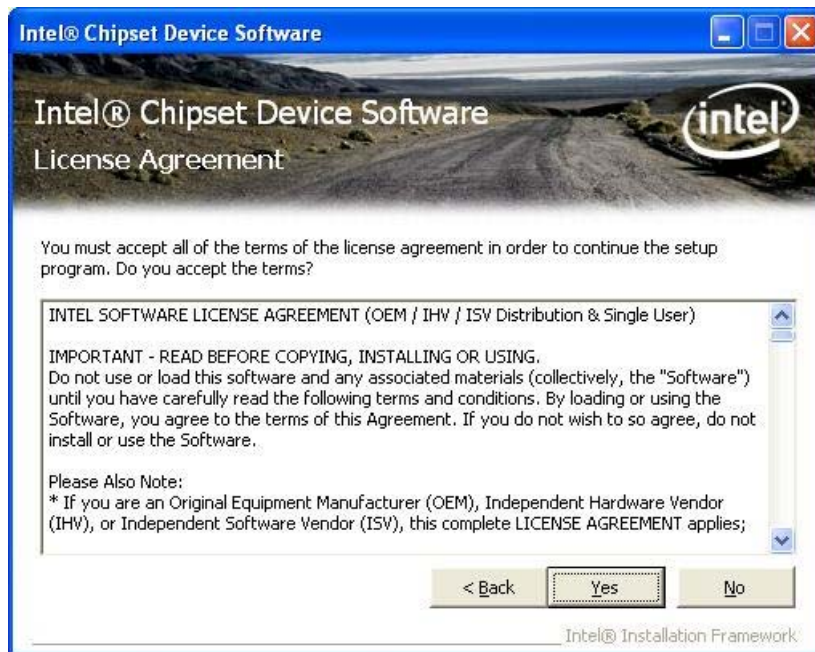 Intel® Chipset Device Software
Intel® Chipset Device Software
intel
License Agreement
You must accept all of the terms of the license agreement in order to continue the setup
program. Do you accept the terms?
INTEL SOFTWARE LICENSE AGREEMENT (OEM / IHV / ISV Distribution & Single User)
IMPORTANT - READ BEFORE COPYING, INSTALLING OR USING.
Do not use or load this software and any associated materials (collectively, the "Software")
until you have carefully read the following terms and conditions. By loading or using the
Software, you agree to the terms of this Agreement. If you do not wish to so agree, do not
install or use the Software.
Please Also Note:
* If you are an Original Equipment Manufacturer (OEM), Independent Hardware Vendor
(IHV), or Independent Software Vendor (ISV), this complete LICENSE AGREEMENT applies;
< Back Yes No
Intel® Installation Framework